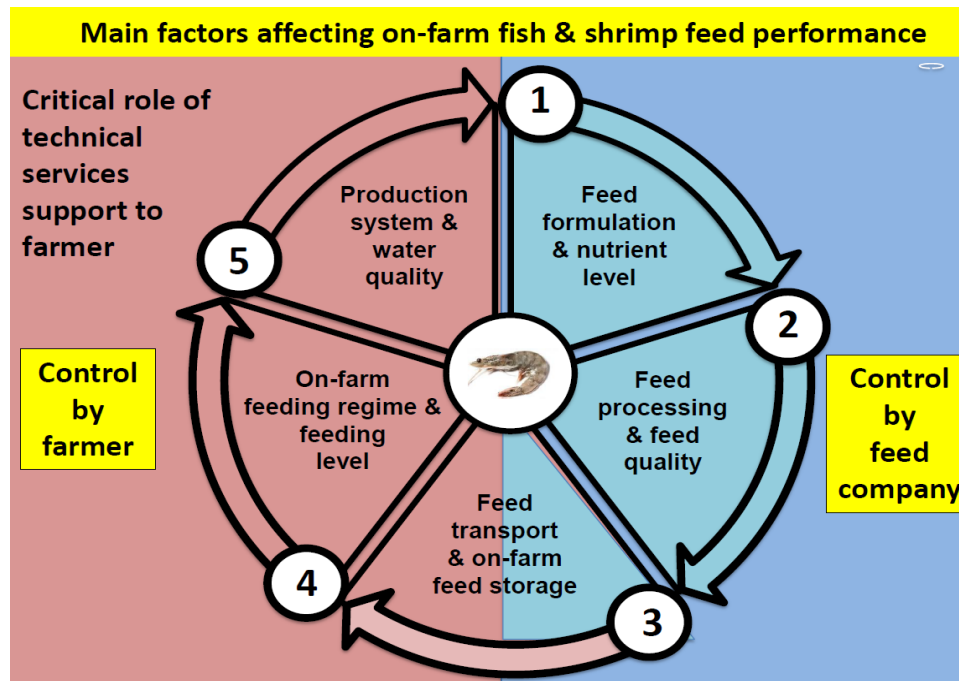 Main factors affecting on-farm fish & shrimp feed performance
Critical role of
technical
services
support to
farmer
1
Production
system &
water
quality
Feed
formulation
& nutrient
level
5
2
Control
by
farmer
On-farm
feeding regime &
feeding
level
Feed
processing
& feed
quality
Control
by
feed
company
Feed
transport
& on-farm
feed storage
4
3